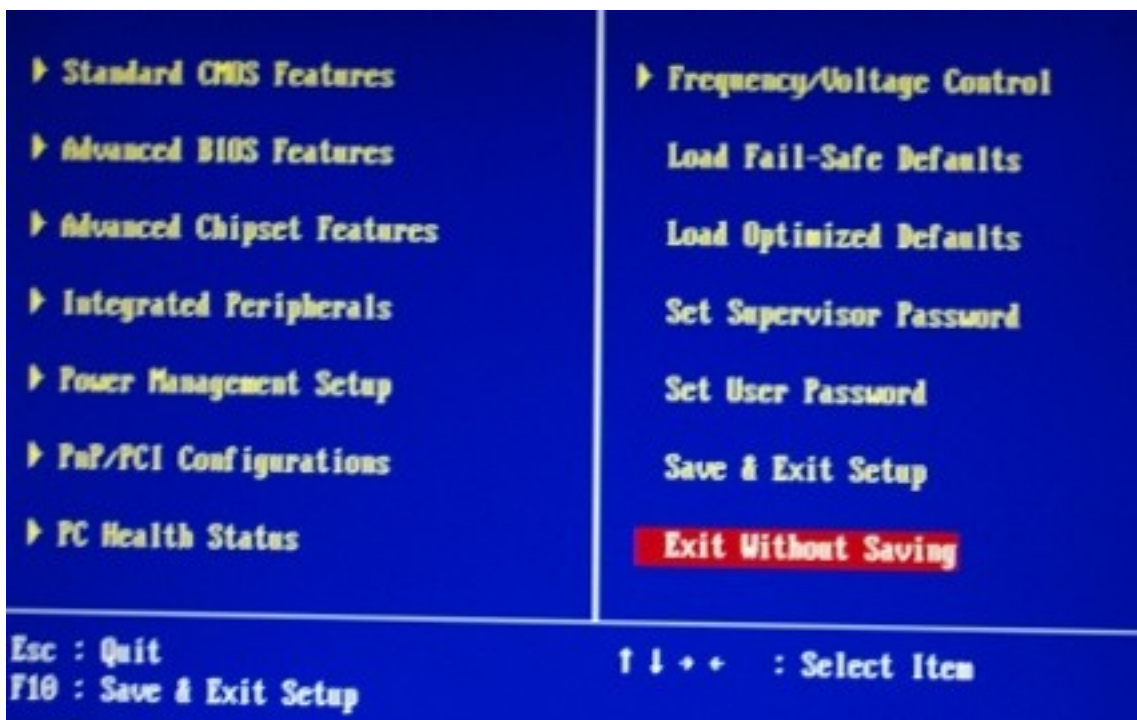 Standard CMOS Features
Advanced BIOS Features
Advanced Chipset Features
Integrated Peripherals
Power Management Setup
PnP/PCI Configurations
PC Health Status
Frequency/Voltage Control
Load Fail-Safe Defaults
Load Optimized Defaults
Set Supervisor Password
Set User Password
Save & Exit Setup
Exit Without Saving
Esc : Quit
F10 : Save & Exit Setup
↑ ↓ → ← : Select Item